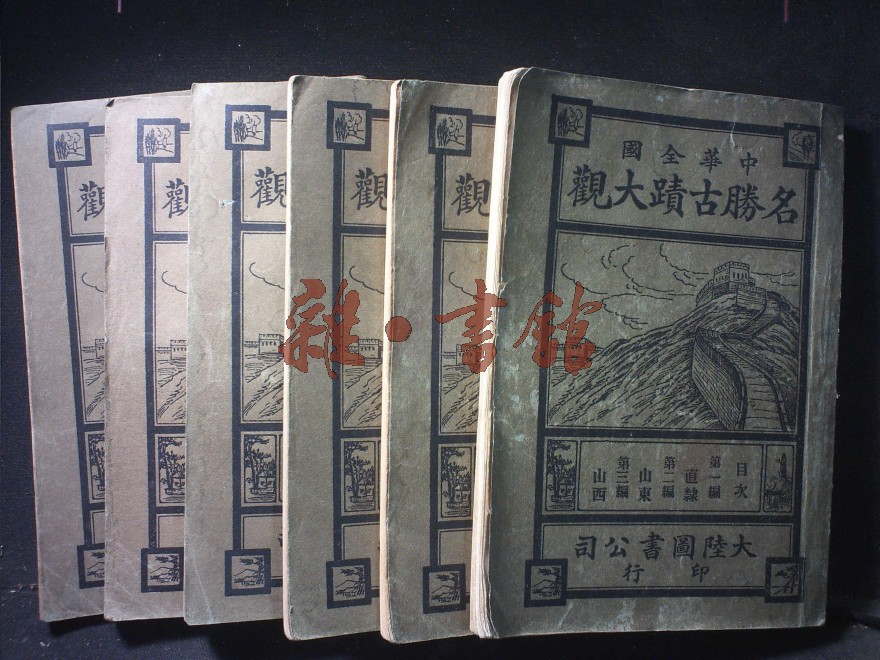 觀
觀
觀
觀
觀
中華全國
名勝古蹟大觀
雜·書館
目次
第一編
直隸
第二編
山東
第三編
山西
大陸圖書公司
印行